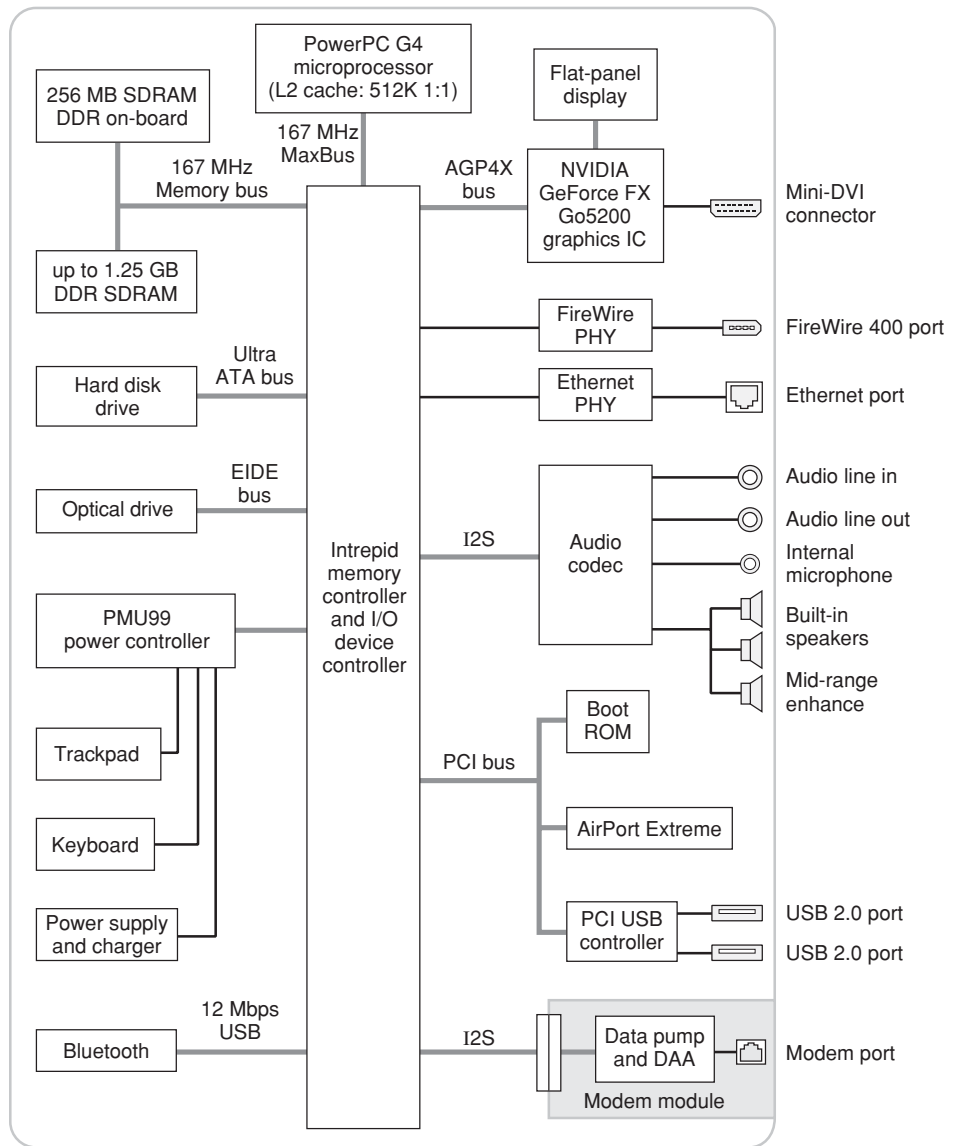 PowerPC G4
microprocessor
(L2 cache: 512K 1:1)
256 MB SDRAM
DDR on-board
Flat-panel
display
167 MHz
MaxBus
167 MHz
Memory bus
AGP4X
bus
NVIDIA
GeForce FX
Go5200
graphics IC
Mini-DVI
connector
up to 1.25 GB
DDR SDRAM
FireWire
PHY
FireWire 400 port
Ultra
ATA bus
Hard disk
drive
Ethernet
PHY
Ethernet port
EIDE
bus
Optical drive
Intrepid
memory
controller
and I/O
device
controller
I2S
Audio
codec
Audio line in
Audio line out
Internal
microphone
Built-in
speakers
Mid-range
enhance
PMU99
power controller
Trackpad
Keyboard
Power supply
and charger
PCI bus
Boot
ROM
AirPort Extreme
PCI USB
controller
USB 2.0 port
USB 2.0 port
12 Mbps
USB
Bluetooth
I2S
Data pump
and DAA
Modem port
Modem module